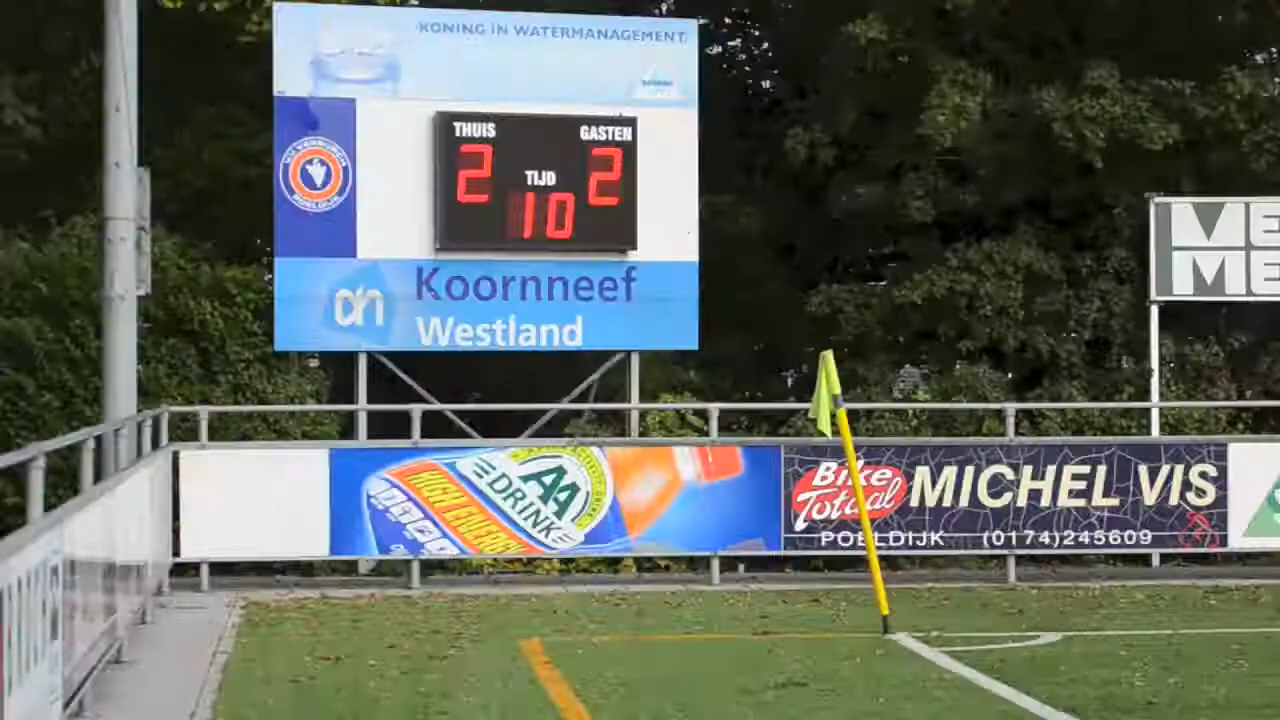 KONING IN WATERMANAGEMENT
THUIS
GASTEN
2
2
TIJD
10
POELDIJK
Koornneef
Westland
ME
ME
AA
DRINK
HIGH ENERGY
Bike
Totaal
MICHEL VIS
POELDIJK (0174)245609